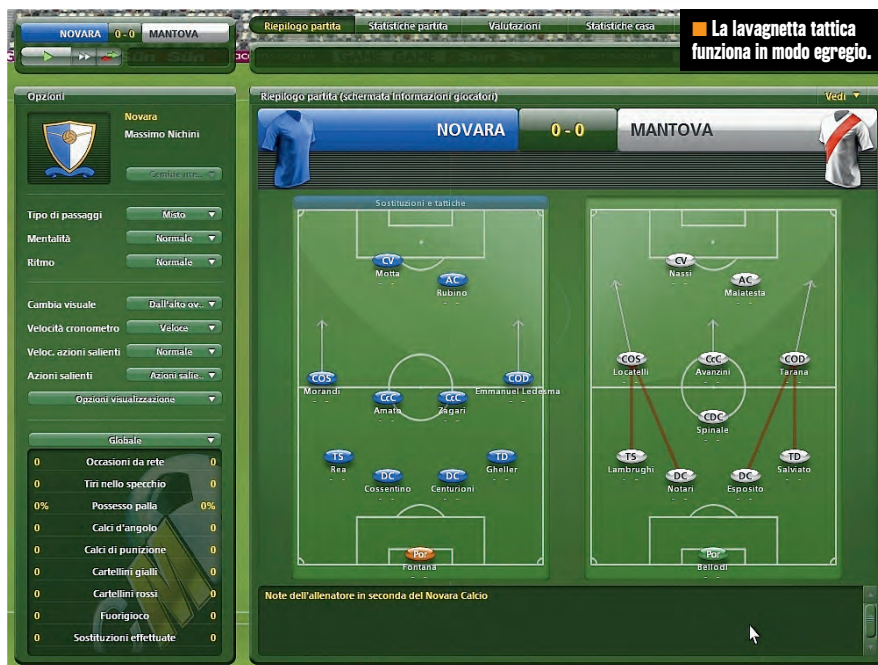 NOVARA 0-0 MANTOVA
Riepilogo partita Statistiche partita Valutazioni Statistiche casa
■ La lavagnetta tattica
funziona in modo egregio.
Opzioni
Novara
Massimo Nichini
Tipo di passaggi Misto
Mentalità Normale
Ritmo Normale
Cambia visuale Dall'alto ov..
Velocità cronometro Veloce
Veloc. azioni salienti Normale
Azioni salienti Azioni salie..
Opzioni visualizzazione
Globale
0 Occasioni da rete 0
0 Tiri nello specchio 0
0% Possesso palla 0%
0 Calci d'angolo 0
0 Calci di punizione 0
0 Cartellini gialli 0
0 Cartellini rossi 0
0 Fuorigioco 0
0 Sostituzioni effettuate 0
Riepilogo partita (schermata Informazioni giocatori) Vedi
NOVARA 0 - 0 MANTOVA
Sostituzioni e tattiche
CV
Motta
- -
AC
Rubino
- -
COS
Morandi
- -
COD
Emmanuel Ledesma
- -
CcC CcC
Amato Zagari
- - - -
TS TD
Rea Gheller
- - - -
DC DC
Cossentino Centurioni
- - - -
Por
Fontana
- -
CV
Nassi
- -
AC
Malatesta
- -
COS CcC COD
Locatelli Avanzini Tarana
- - - - - -
CDC
Spinale
- -
TS TD
Lambrughi Salviato
- - - -
DC DC
Notari Esposito
- - - -
Por
Bellodi
- -
Note dell'allenatore in seconda del Novara Calcio